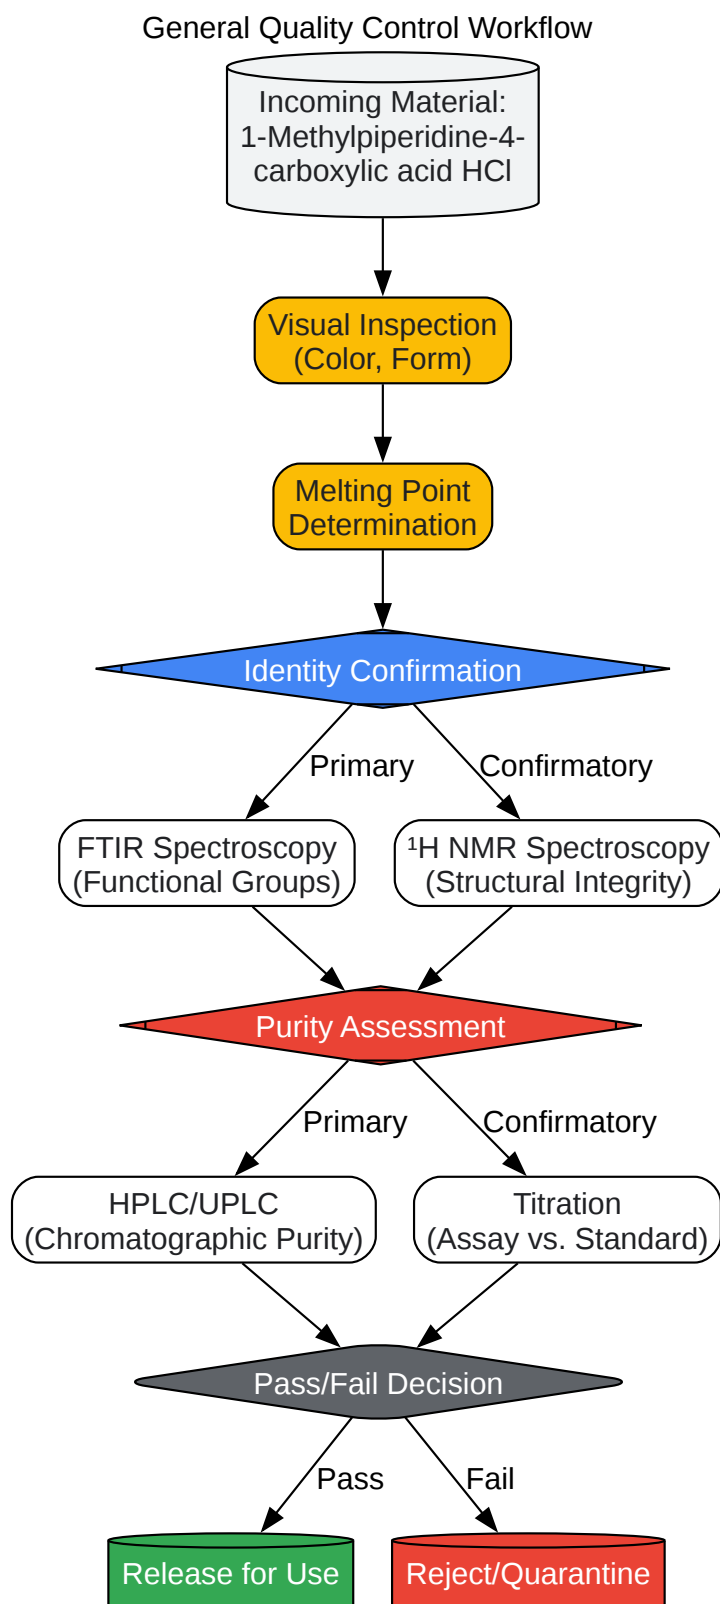 General Quality Control Workflow
Incoming Material:
1-Methylpiperidine-4-
carboxylic acid HCl
Visual Inspection
(Color, Form)
Melting Point
Determination
Identity Confirmation
Primary
Confirmatory
FTIR Spectroscopy
(Functional Groups)
¹H NMR Spectroscopy
(Structural Integrity)
Purity Assessment
Primary
Confirmatory
HPLC/UPLC
(Chromatographic Purity)
Titration
(Assay vs. Standard)
Pass/Fail Decision
Pass
Fail
Release for Use
Reject/Quarantine